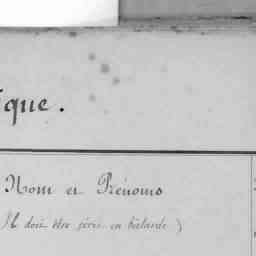 ique.
Nom et Prénoms
(Il doit être écrit en bâtarde)